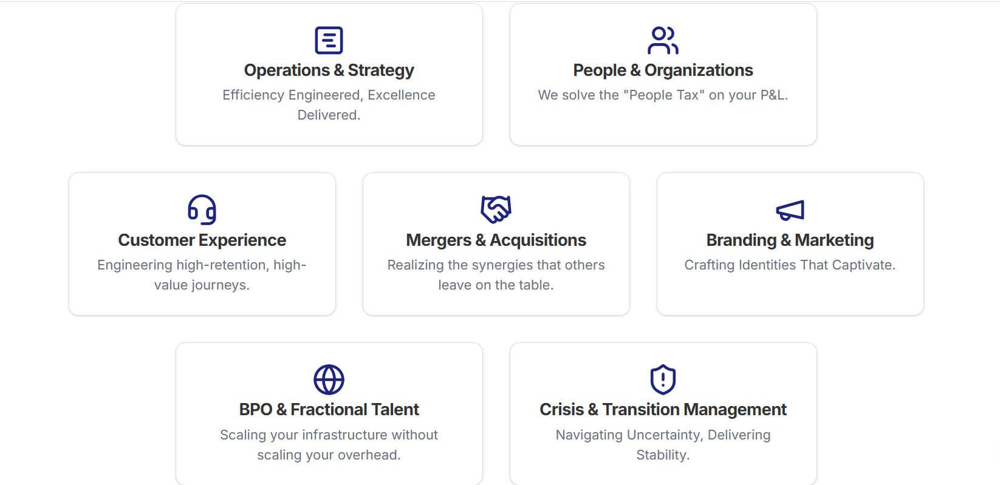 Operations & Strategy
Efficiency Engineered, Excellence
Delivered.
People & Organizations
We solve the "People Tax" on your P&L.
Customer Experience
Engineering high-retention, high-
value journeys.
Mergers & Acquisitions
Realizing the synergies that others
leave on the table.
Branding & Marketing
Crafting Identities That Captivate.
BPO & Fractional Talent
Scaling your infrastructure without
scaling your overhead.
Crisis & Transition Management
Navigating Uncertainty, Delivering
Stability.